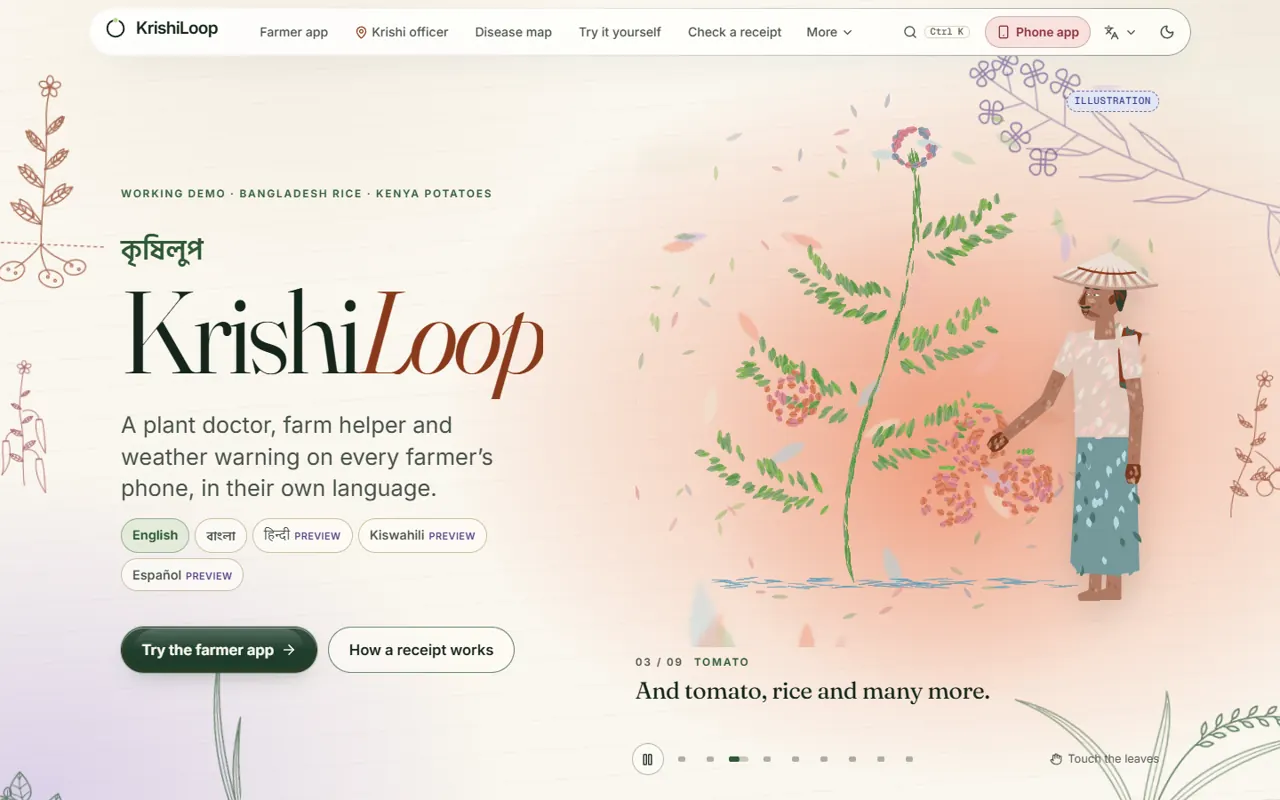 KrishiLoop
Farmer app
Krishi officer
Disease map
Try it yourself
Check a receipt
More
Ctrl K
Phone app
ILLUSTRATION
WORKING DEMO · BANGLADESH RICE · KENYA POTATOES
কৃষিলুপ
KrishiLoop
A plant doctor, farm helper and
weather warning on every farmer’s
phone, in their own language.
English
বাংলা
हिन्दी PREVIEW
Kiswahili PREVIEW
Español PREVIEW
Try the farmer app →
How a receipt works
03 / 09 TOMATO
And tomato, rice and many more.
Touch the leaves